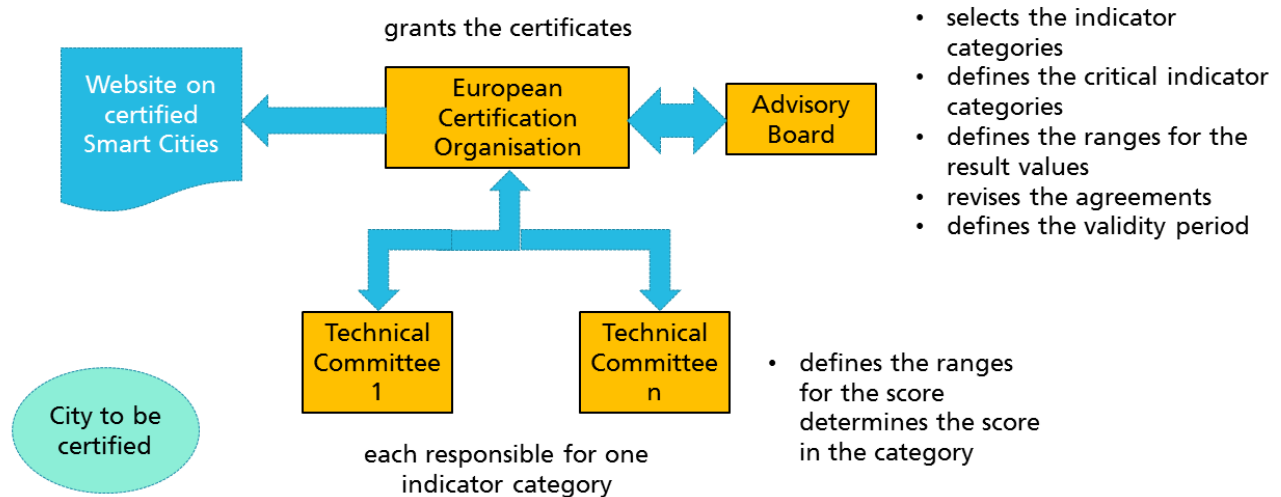 grants the certificates
Website on
certified
Smart Cities
European
Certification
Organisation
Advisory
Board
• selects the indicator
categories
• defines the critical indicator
categories
• defines the ranges for the
result values
• revises the agreements
• defines the validity period
Technical
Committee
1
Technical
Committee
n
• defines the ranges
for the score
determines the score
in the category
City to be
certified
each responsible for one
indicator category